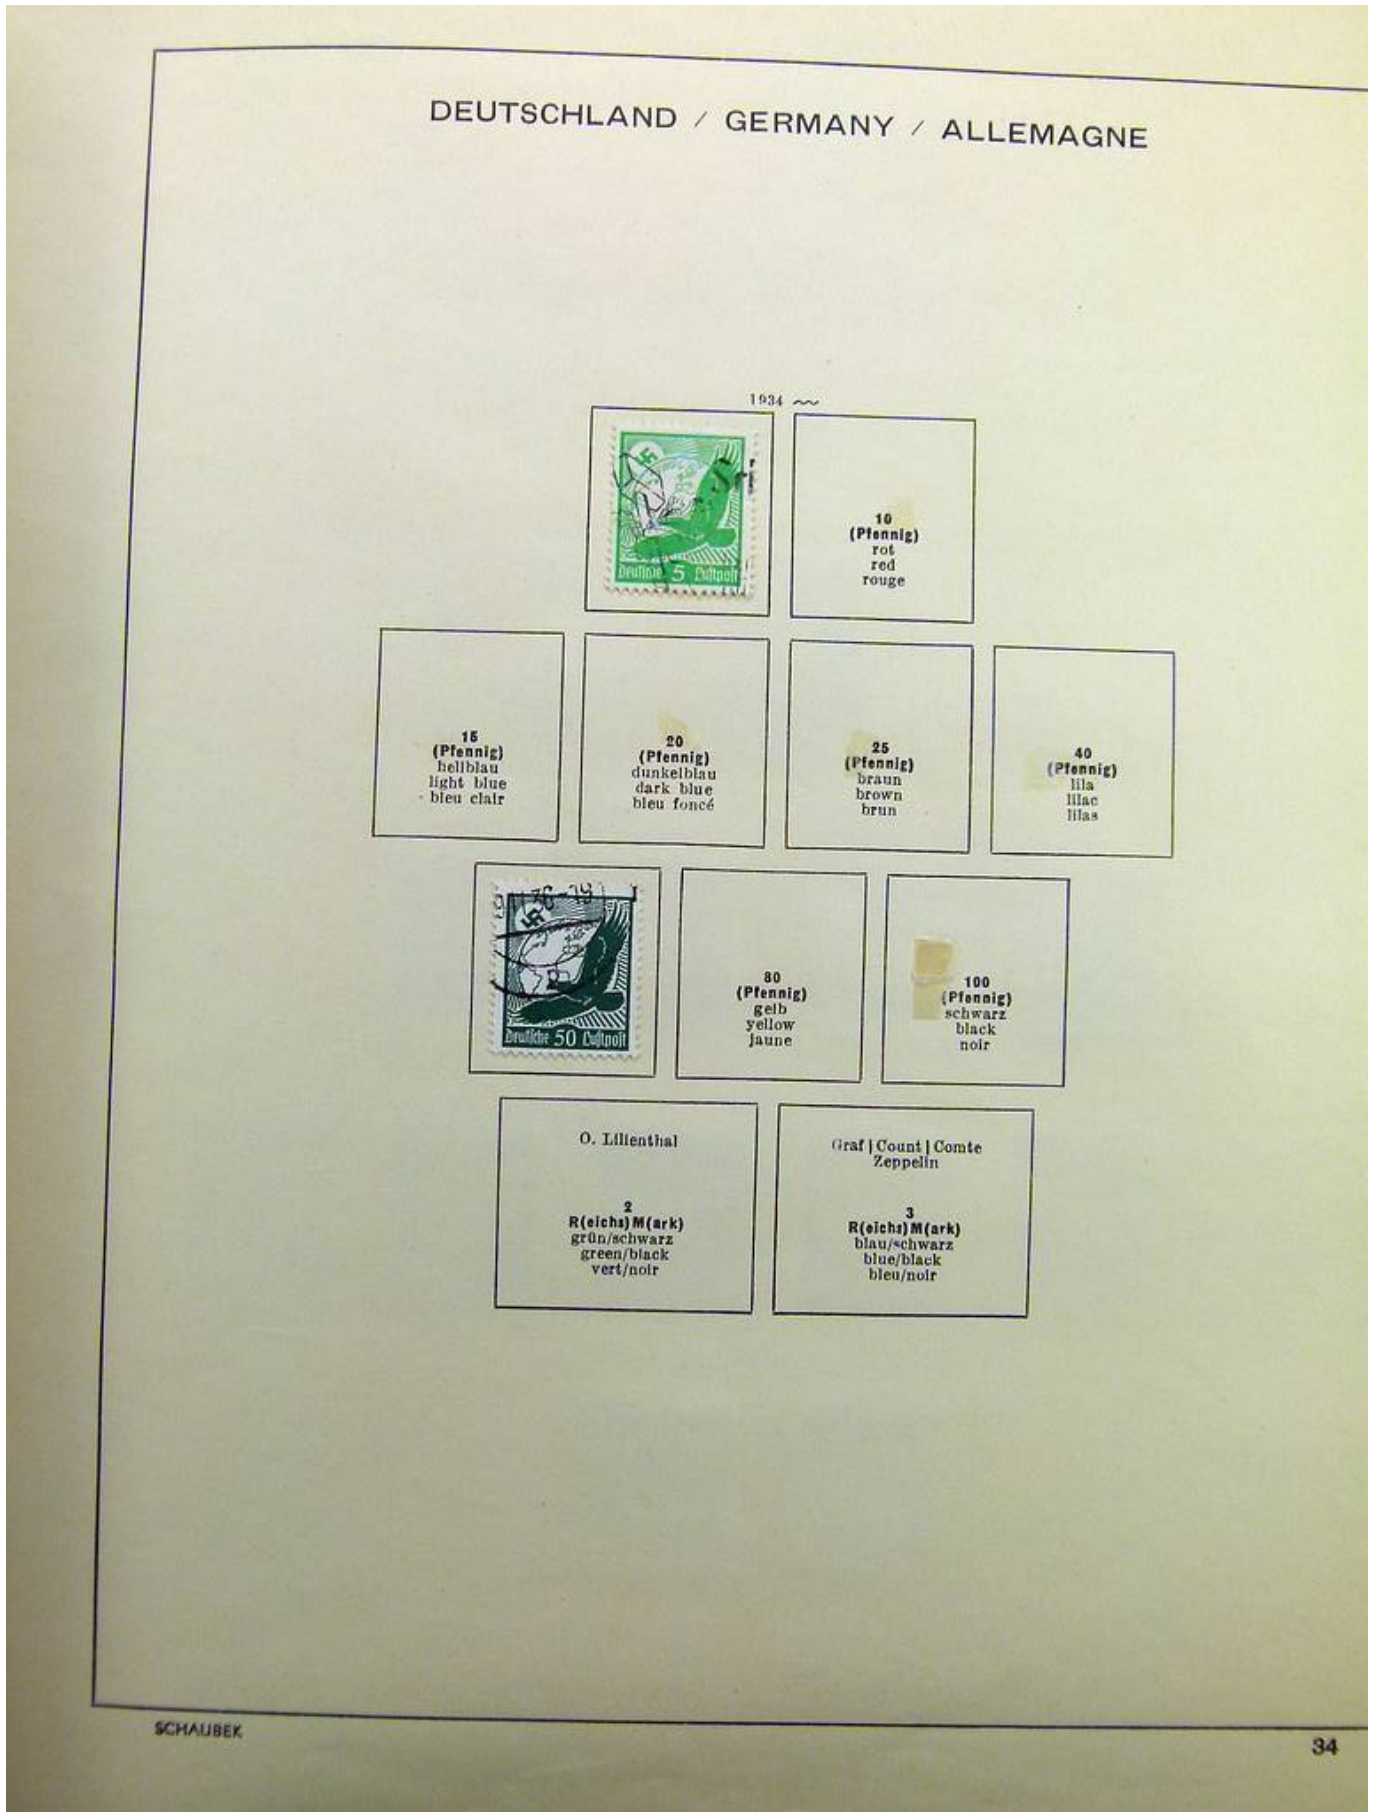 DEUTSCHLAND / GERMANY / ALLEMAGNE
1934
Deutsche 5 Luftpost
10
(Pfennig)
rot
red
rouge
15
(Pfennig)
hellblau
light blue
bleu clair
20
(Pfennig)
dunkelblau
dark blue
bleu foncé
25
(Pfennig)
braun
brown
brun
40
(Pfennig)
lila
lilac
lilas
36-19
Deutsche 50 Luftpost
80
(Pfennig)
gelb
yellow
jaune
100
(Pfennig)
schwarz
black
noir
O. Lilienthal
2
R(eichs)M(ark)
grün/schwarz
green/black
vert/noir
Graf | Count | Comte
Zeppelin
3
R(eichs)M(ark)
blau/schwarz
blue/black
bleu/noir
SCHAUBEK
34